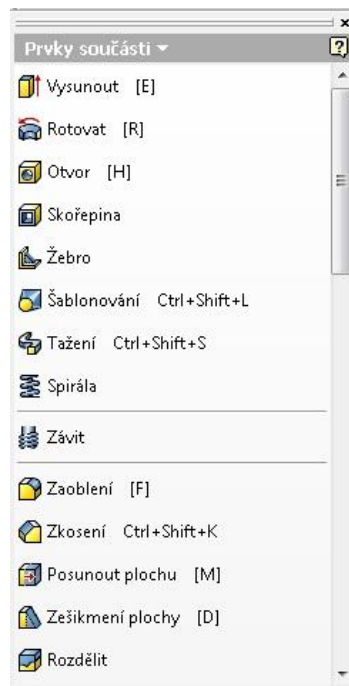 Prvky součásti
Vysunout [E]
Rotovat [R]
Otvor [H]
Skořepina
Žebro
Šablonování Ctrl+Shift+L
Tažení Ctrl+Shift+S
Spirála
Závit
Zaoblení [F]
Zkosení Ctrl+Shift+K
Posunout plochu [M]
Zešikmení plochy [D]
Rozdělit